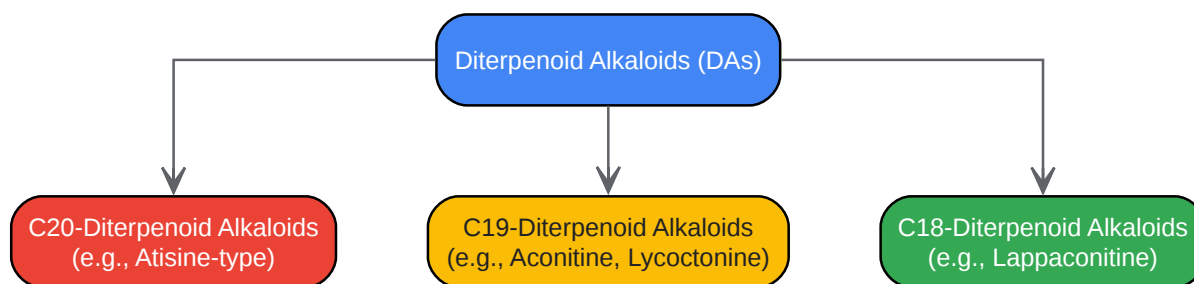 Diterpenoid Alkaloids (DAs)
C20-Diterpenoid Alkaloids
(e.g., Atisine-type)
C19-Diterpenoid Alkaloids
(e.g., Aconitine, Lycoctonine)
C18-Diterpenoid Alkaloids
(e.g., Lappaconitine)